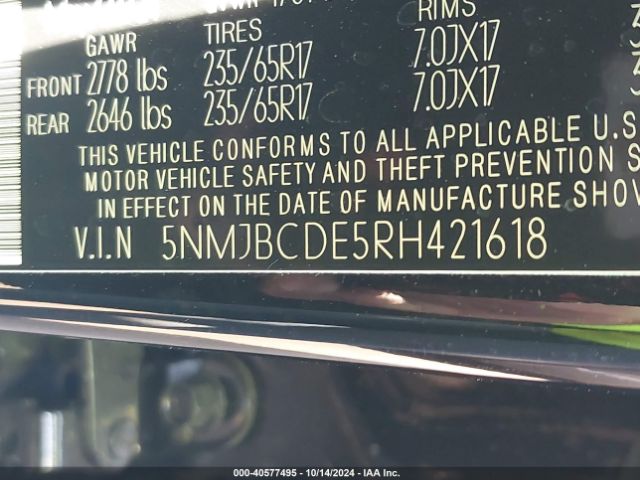 GAWR TIRES RIMS
FRONT 2778 lbs 235/65R17 7.0JX17
REAR 2646 lbs 235/65R17 7.0JX17
THIS VEHICLE CONFORMS TO ALL APPLICABLE U.S
MOTOR VEHICLE SAFETY AND THEFT PREVENTION S
IN EFFECT ON THE DATE OF MANUFACTURE SHOW
V.I.N 5NMJBCDE5RH421618
000-40577495 - 10/14/2024 - IAA Inc.